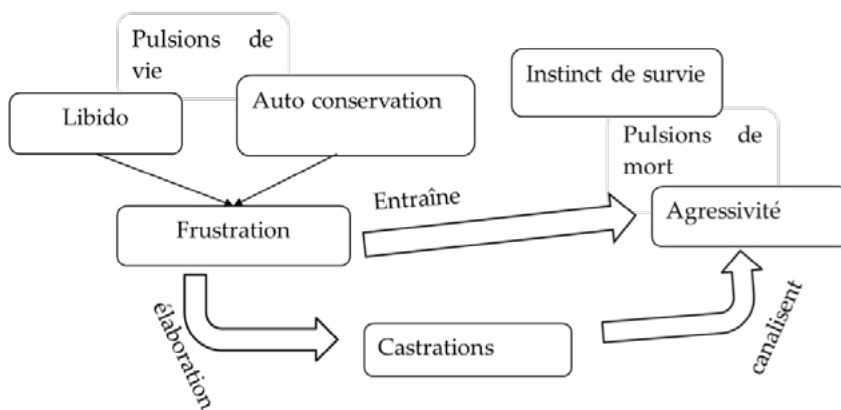 Pulsions de
vie
Instinct de survie
Libido
Auto conservation
Pulsions de
mort
Entraîne
Frustration
Agressivité
élaboration
Castrations
canalisent